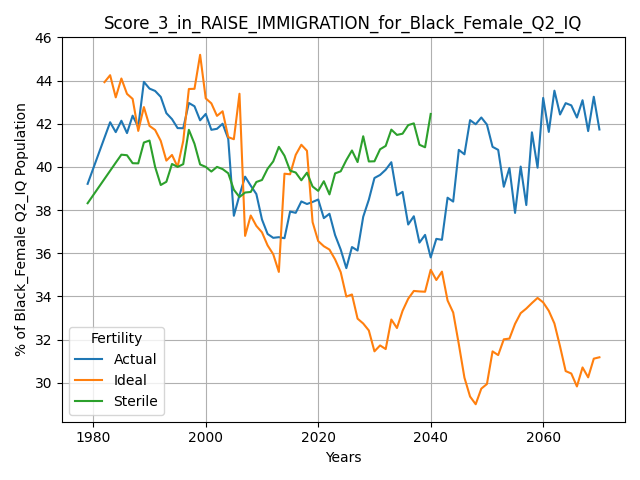 Score_3_in_RAISE_IMMIGRATION_for_Black_Female_Q2_IQ
% of Black_Female Q2_IQ Population
46
44
42
40
38
36
34
32
30
Fertility
Actual
Ideal
Sterile
1980
2000
2020
2040
2060
Years